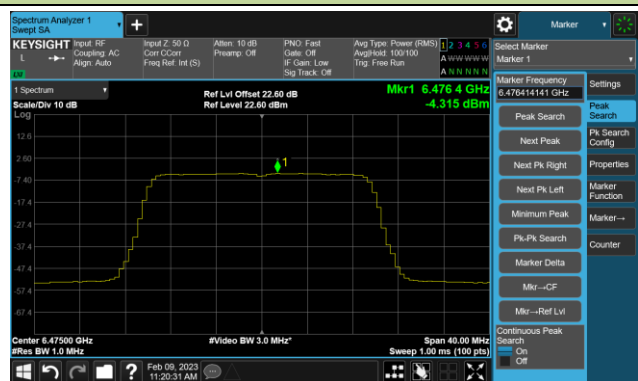 Spectrum Analyzer 1
Swept SA
Marker
KEYSIGHT
L
LXI
Input: RF
Coupling: AC
Align: Auto
Input Z: 50 Ω
Corr CCorr
Freq Ref: Int (S)
Atten: 10 dB
Preamp: Off
PNO: Fast
Gate: Off
IF Gain: Low
Sig Track: Off
Avg Type: Power (RMS)
Avg|Hold: 100/100
Trig: Free Run
1 2 3 4 5 6
A W W W W W
A N N N N N
Select Marker
Marker 1
1 Spectrum
Scale/Div 10 dB
Log
Ref Lvl Offset 22.60 dB
Ref Level 22.60 dBm
Mkr1 6.476 4 GHz
-4.315 dBm
12.6
2.60
-7.40
-17.4
-27.4
-37.4
-47.4
-57.4
-67.4
1
Center 6.47500 GHz
#Res BW 1.0 MHz
#Video BW 3.0 MHz*
Span 40.00 MHz
Sweep 1.00 ms (100 pts)
Marker Frequency
6.476414141 GHz
Peak Search
Next Peak
Next Pk Right
Next Pk Left
Minimum Peak
Pk-Pk Search
Marker Delta
Mkr→CF
Mkr→Ref Lvl
Continuous Peak
Search
On
Off
Settings
Peak
Search
Pk Search
Config
Properties
Marker
Function
Marker→
Counter
?
Feb 09, 2023
11:20:31 AM